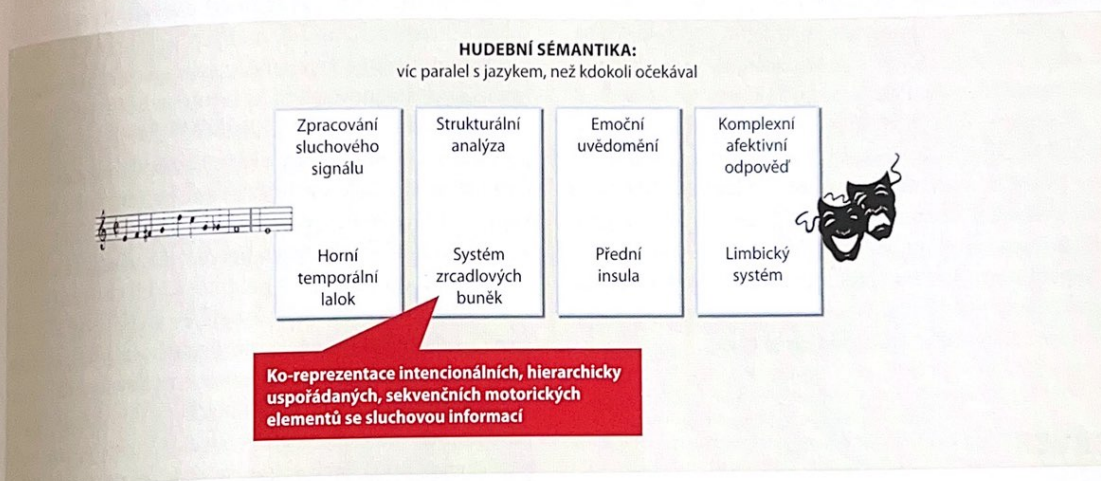 HUDEBNÍ SÉMANTIKA:
víc paralel s jazykem, než kdokoli očekával
Zpracování
sluchového
signálu
Horní
temporální
lalok
Strukturální
analýza
Systém
zrcadlových
buněk
Emoční
uvědomění
Přední
insula
Komplexní
afektivní
odpověď
Limbický
systém
Ko-reprezentace intencionálních, hierarchicky
uspořádaných, sekvenčních motorických
elementů se sluchovou informací